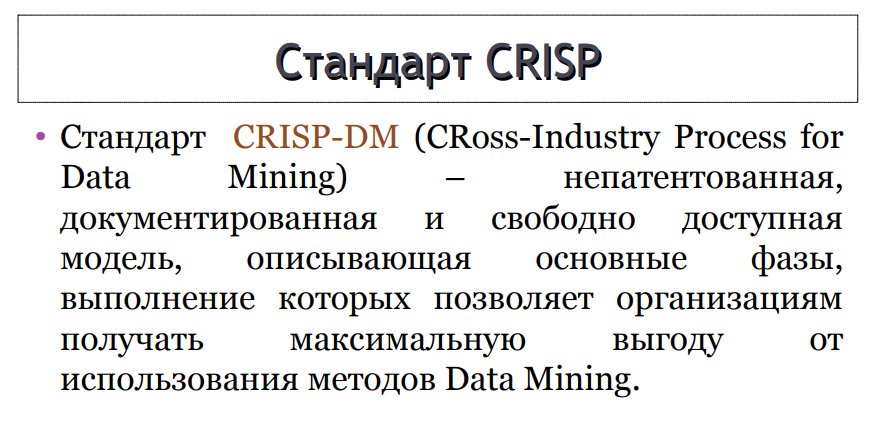 Стандарт CRISP
• Стандарт CRISP-DM (CRoss-Industry Process for
Data Mining) – непатентованная,
документированная и свободно доступная
модель, описывающая основные фазы,
выполнение которых позволяет организациям
получать максимальную выгоду от
использования методов Data Mining.